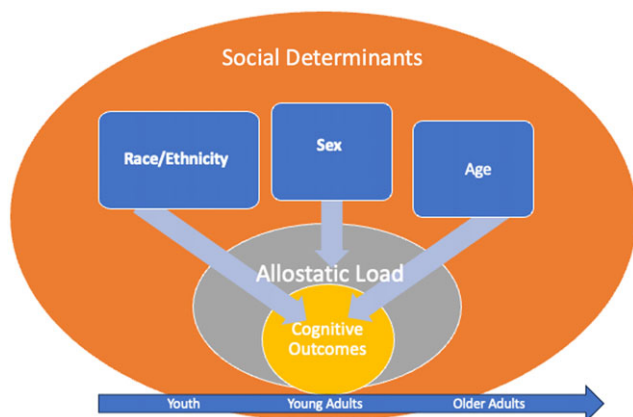 Social Determinants
Race/Ethnicity
Sex
Age
Allostatic Load
Cognitive
Outcomes
Youth
Young Adults
Older Adults